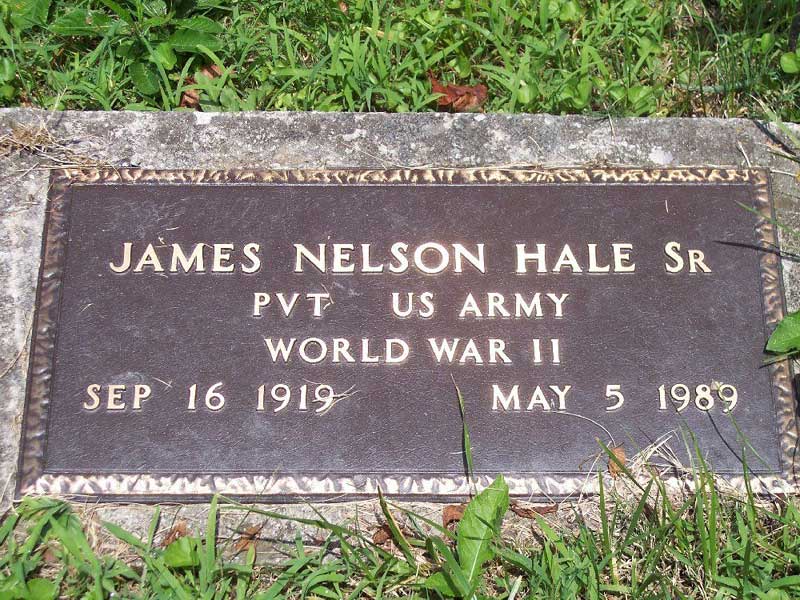 JAMES NELSON HALE SR
PVT US ARMY
WORLD WAR II
SEP 16 1919 MAY 5 1989